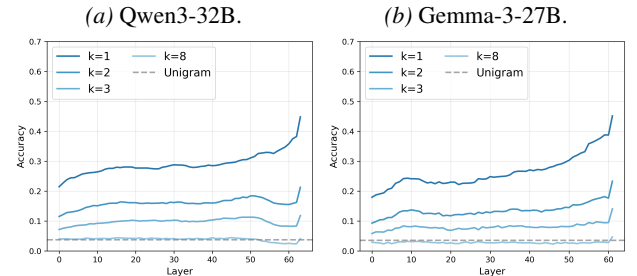 (a) Qwen3-32B.
(b) Gemma-3-27B.
0.7
0.6
0.5
0.4
0.3
0.2
0.1
0.0
Accuracy
k=1
k=2
k=3
k=8
Unigram
0 10 20 30 40 50 60
Layer
0.7
0.6
0.5
0.4
0.3
0.2
0.1
0.0
Accuracy
k=1
k=2
k=3
k=8
Unigram
0 10 20 30 40 50 60
Layer